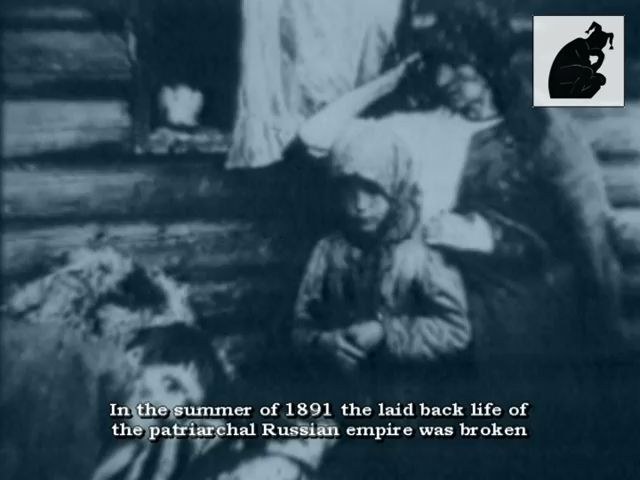 In the summer of 1891 the laid back life of
the patriarchal Russian empire was broken